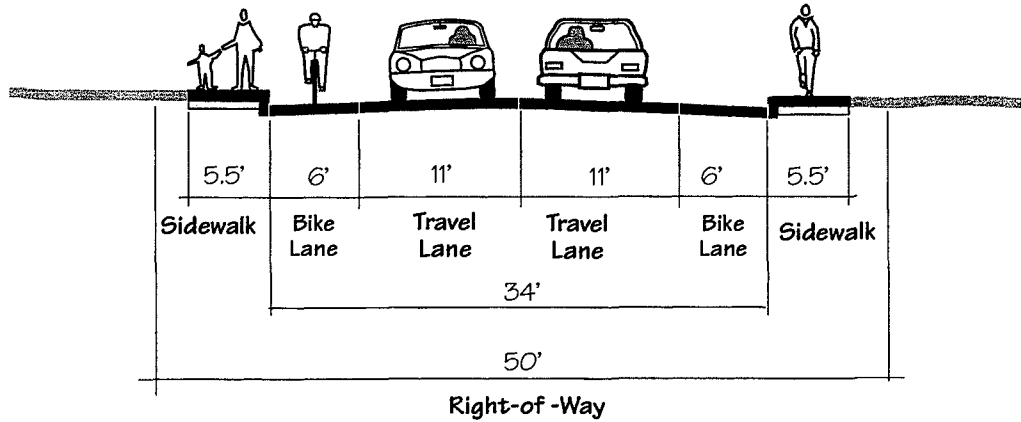 5.5' 6' 11' 11' 6' 5.5'
Sidewalk Bike Lane Travel Lane Travel Lane Bike Lane Sidewalk
34'
50'
Right-of -Way